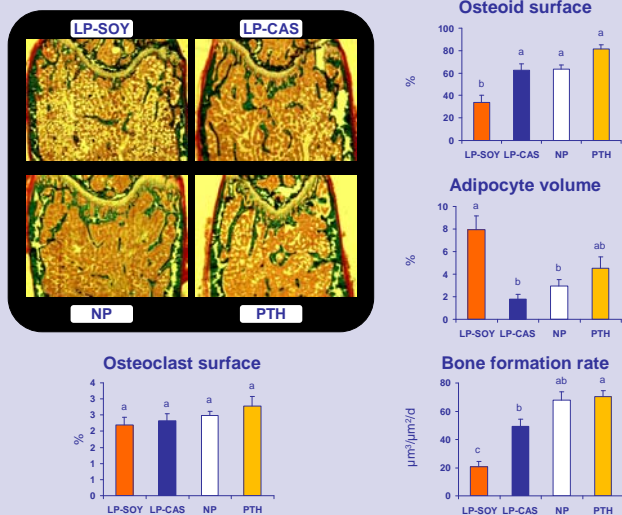 LP-SOY LP-CAS
NP PTH
Osteoid surface
%
100
80
60
40
20
0
b a a a
LP-SOY LP-CAS NP PTH
Adipocyte volume
%
10
8
6
4
2
0
a b b ab
LP-SOY LP-CAS NP PTH
Osteoclast surface
%
4
3
3
2
2
1
1
0
a a a a
LP-SOY LP-CAS NP PTH
Bone formation rate
µm³/µm²/d
80
60
40
20
0
c b ab a
LP-SOY LP-CAS NP PTH